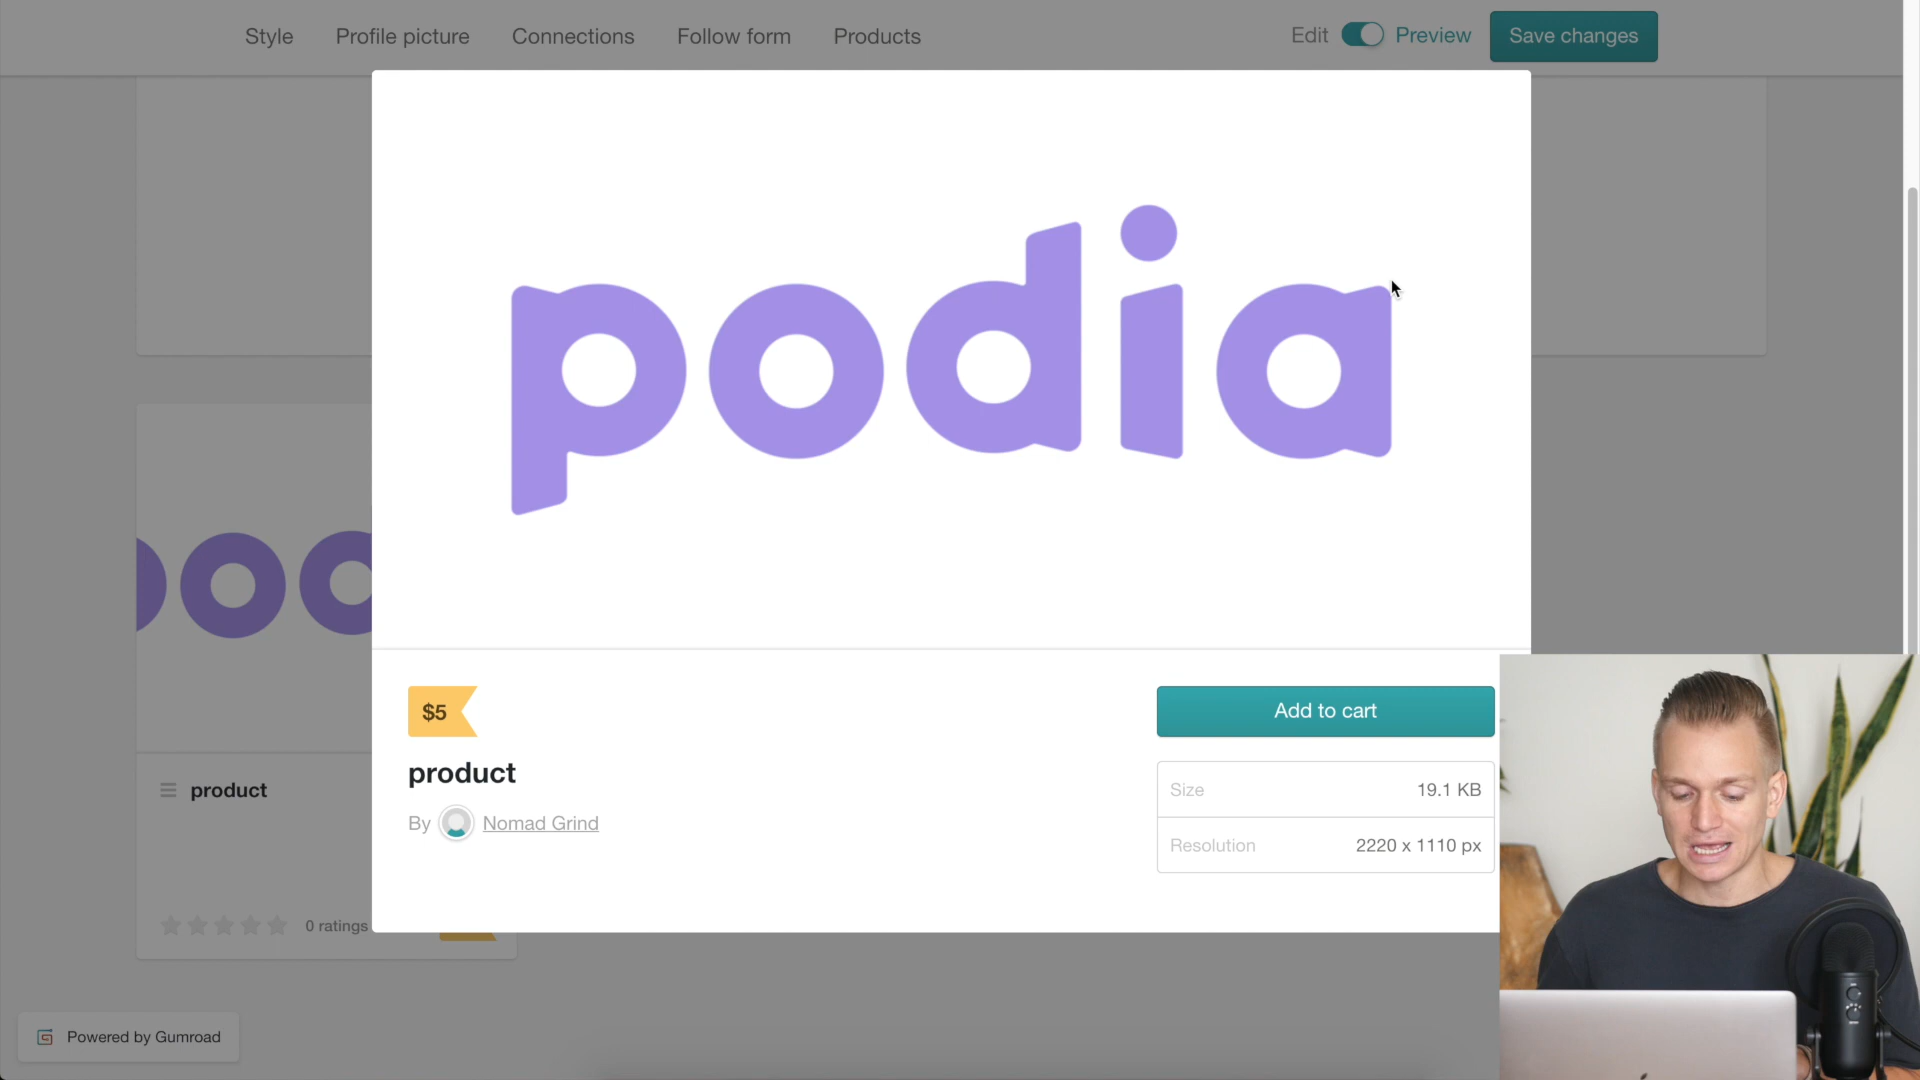 Style
Profile picture
Connections
Follow form
Products
Edit
Preview
Save changes
podia
$5
Add to cart
product
By Nomad Grind
Size 19.1 KB
Resolution 2220 x 1110 px
product
0 ratings
Powered by Gumroad